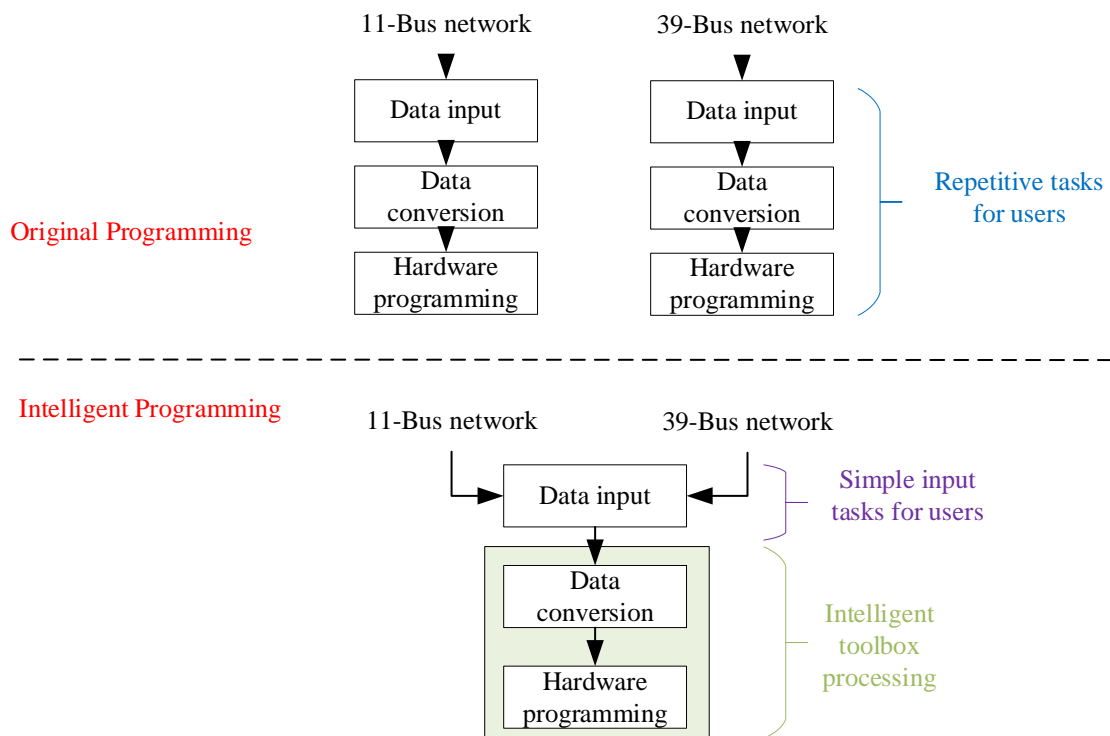 11-Bus network
39-Bus network
Data input
Data input
Data
conversion
Data
conversion
Repetitive tasks
for users
Original Programming
Hardware
programming
Hardware
programming
Intelligent Programming
11-Bus network
39-Bus network
Data input
Simple input
tasks for users
Data
conversion
Hardware
programming
Intelligent
toolbox
processing